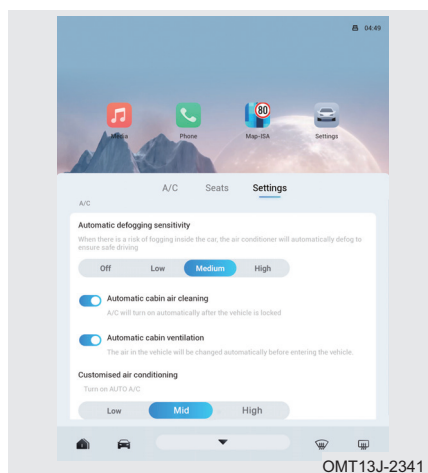 04:49
80
Media
Phone
Map-ISA
Settings
A/C
Seats
Settings
A/C
Automatic defogging sensitivity
When there is a risk of fogging inside the car, the air conditioner will automatically defog to
ensure safe driving
Off
Low
Medium
High
Automatic cabin air cleaning
A/C will turn on automatically after the vehicle is locked
Automatic cabin ventilation
The air in the vehicle will be changed automatically before entering the vehicle.
Customised air conditioning
Turn on AUTO A/C
Low
Mid
High
OMT13J-2341